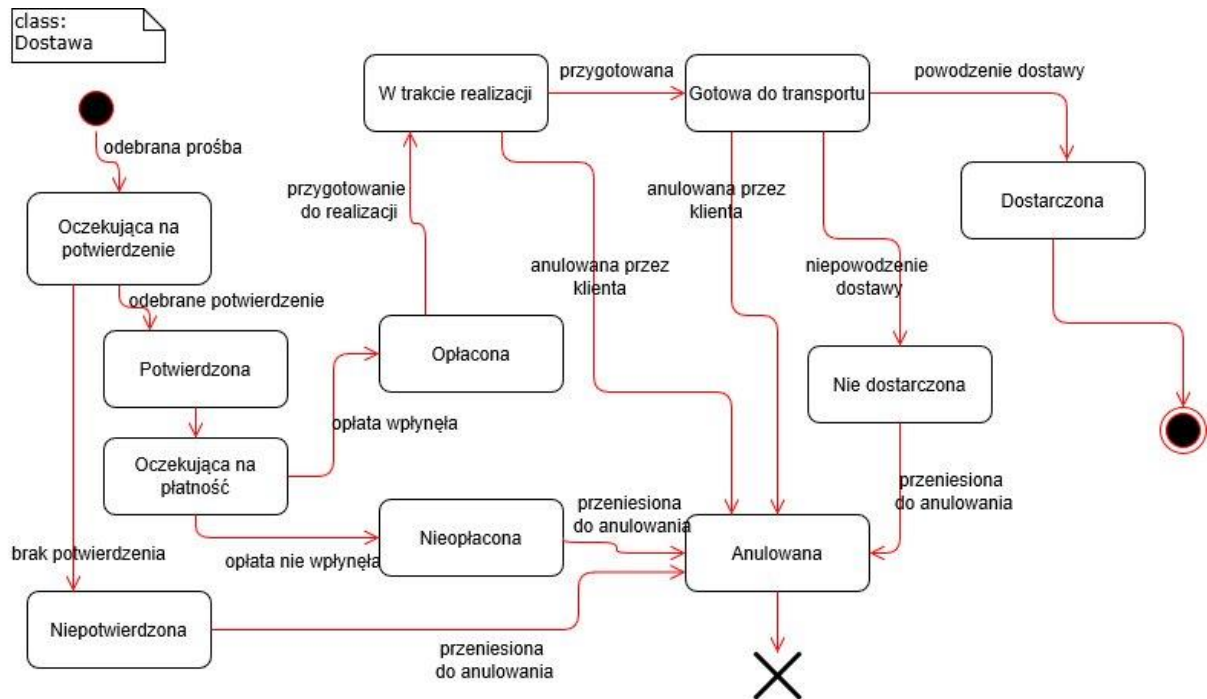 class:
Dostawa
W trakcie realizacji
przygotowana
Gotowa do transportu
powodzenie dostawy
odebrana prośba
przygotowanie
do realizacji
anulowana przez
klienta
Dostarczona
Oczekująca na
potwierdzenie
anulowana przez
klienta
niepowodzenie
dostawy
odebrane potwierdzenie
Potwierdzona
Opłacona
Nie dostarczona
opłata wpłynęła
Oczekująca na
płatność
przeniesiona
do anulowania
przeniesiona
do anulowania
Nieopłacona
Anulowana
brak potwierdzenia
opłata nie wpłynęła
Niepotwierdzona
przeniesiona
do anulowania